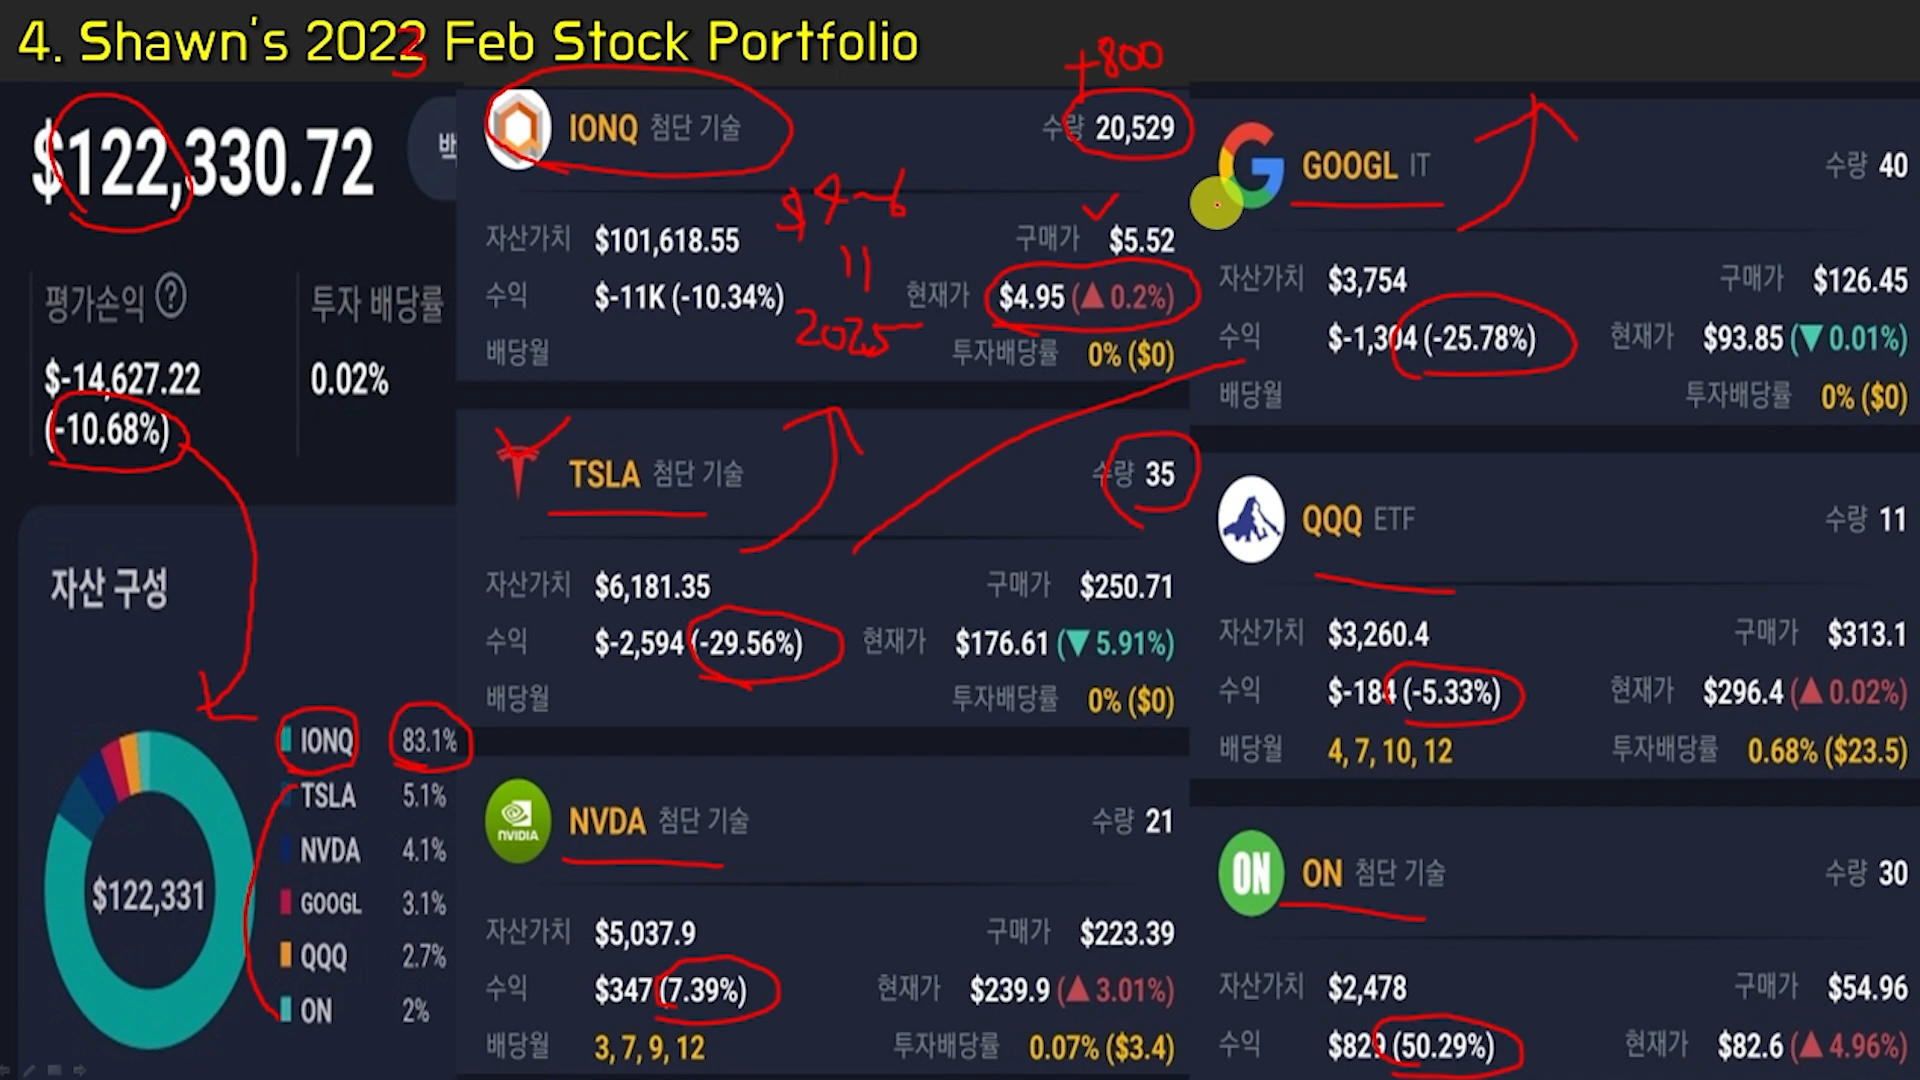 4. Shawn's 2022 Feb Stock Portfolio
3
$122,330.72
평가손익 ?
$-14,627.22
(-10.68%)
투자 배당률
0.02%
자산 구성
$122,331
IONQ 83.1%
TSLA 5.1%
NVDA 4.1%
GOOGL 3.1%
QQQ 2.7%
ON 2%
+800
IONQ 첨단 기술 수량 20,529
자산가치 $101,618.55 구매가 $5.52
수익 $-11K (-10.34%) 현재가 $4.95 (▲ 0.2%)
배당월 투자배당률 0% ($0)
$4~6
2025
TSLA 첨단 기술 수량 35
자산가치 $6,181.35 구매가 $250.71
수익 $-2,594 (-29.56%) 현재가 $176.61 (▼ 5.91%)
배당월 투자배당률 0% ($0)
NVIDIA
NVDA 첨단 기술 수량 21
자산가치 $5,037.9 구매가 $223.39
수익 $347 (7.39%) 현재가 $239.9 (▲ 3.01%)
배당월 3, 7, 9, 12 투자배당률 0.07% ($3.4)
GOOGL IT 수량 40
자산가치 $3,754 구매가 $126.45
수익 $-1,304 (-25.78%) 현재가 $93.85 (▼ 0.01%)
배당월 투자배당률 0% ($0)
QQQ ETF 수량 11
자산가치 $3,260.4 구매가 $313.1
수익 $-184 (-5.33%) 현재가 $296.4 (▲ 0.02%)
배당월 4, 7, 10, 12 투자배당률 0.68% ($23.5)
ON
ON 첨단 기술 수량 30
자산가치 $2,478 구매가 $54.96
수익 $829 (50.29%) 현재가 $82.6 (▲ 4.96%)